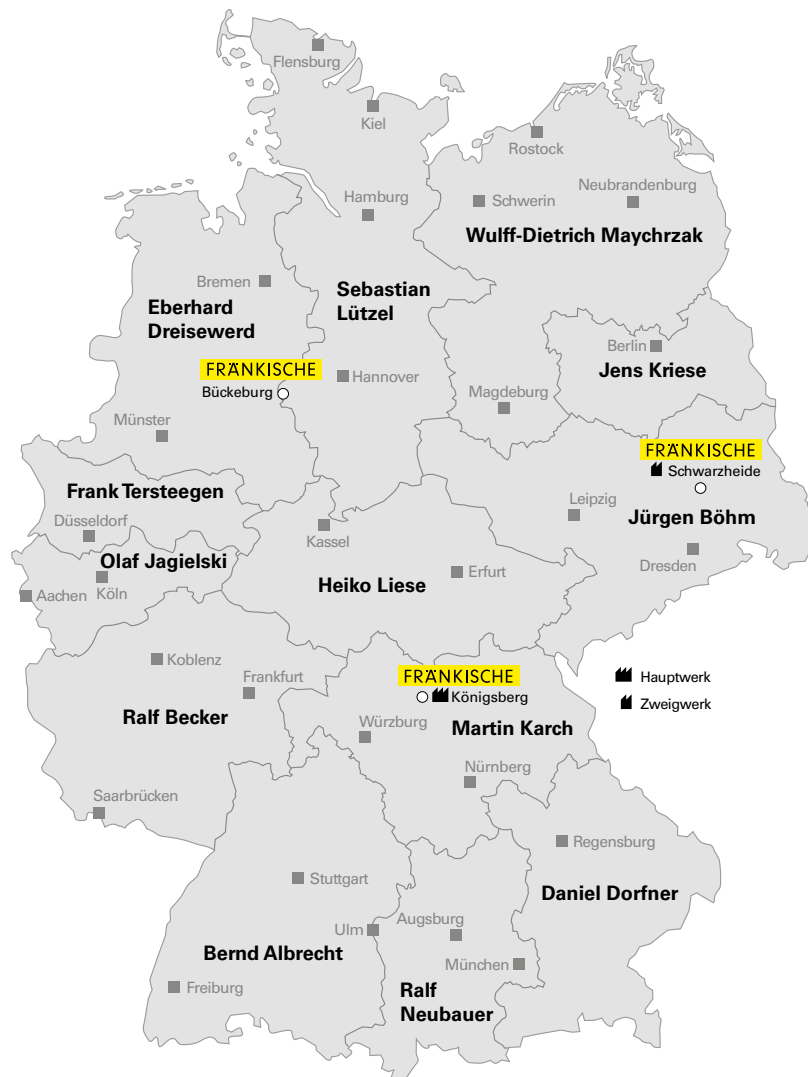 Flensburg
Kiel
Rostock
Hamburg
Schwerin
Neubrandenburg
Wulff-Dietrich Maychrzak
Bremen
Sebastian
Lützel
Eberhard
Dreisewerd
Berlin
Jens Kriese
FRÄNKISCHE
Bückeburg
Hannover
Magdeburg
Münster
FRÄNKISCHE
Schwarzheide
Frank Tersteegen
Leipzig
Jürgen Böhm
Düsseldorf
Kassel
Dresden
Olaf Jagielski
Heiko Liese
Erfurt
Aachen
Köln
Koblenz
Frankfurt
FRÄNKISCHE
Königsberg
Hauptwerk
Zweigwerk
Ralf Becker
Würzburg
Martin Karch
Nürnberg
Saarbrücken
Regensburg
Stuttgart
Daniel Dorfner
Ulm
Augsburg
Bernd Albrecht
München
Freiburg
Ralf
Neubauer